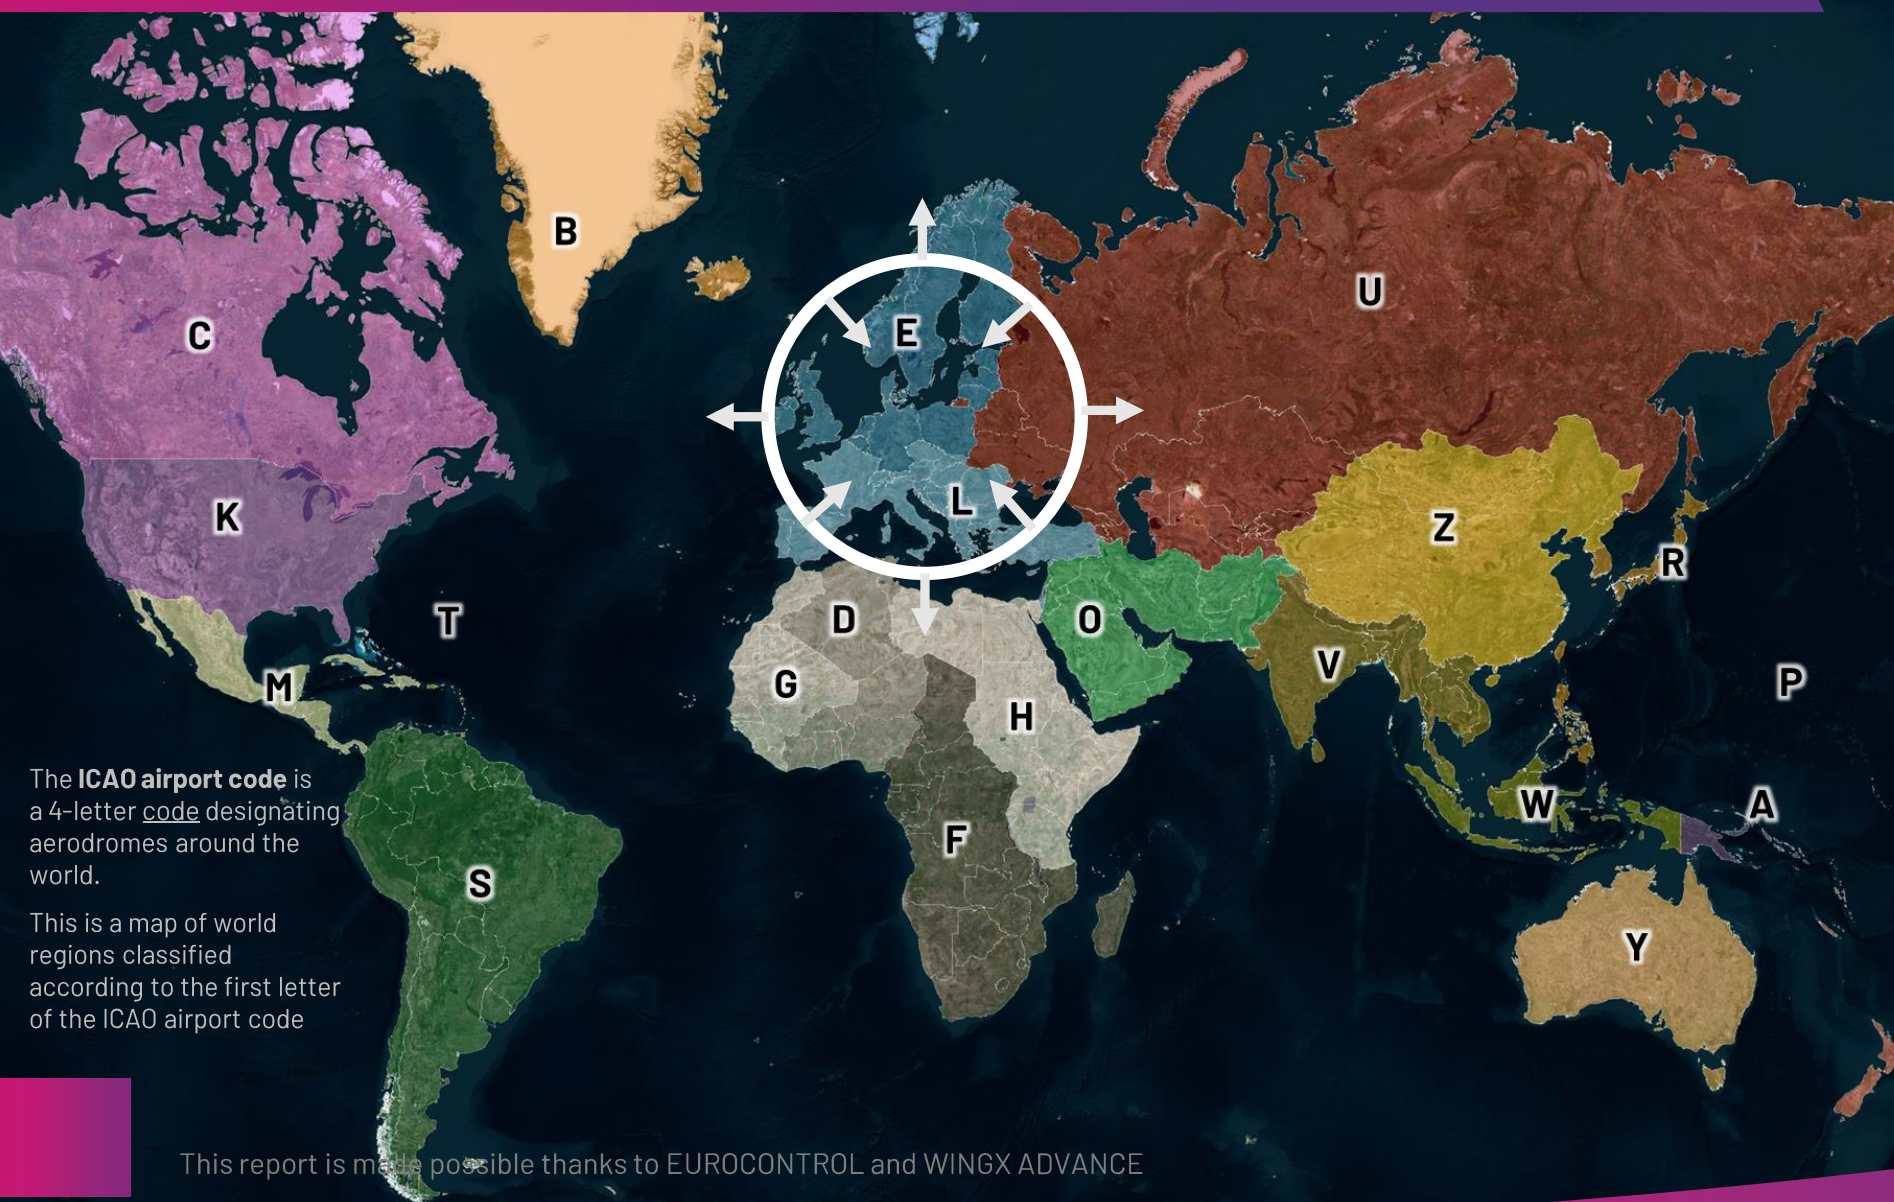 B
U
C
E
K
L
Z
R
T
D
O
G
M
V
P
H
The ICAO airport code is
a 4-letter code designating
aerodromes around the
world.
W
A
F
S
This is a map of world
regions classified
according to the first letter
of the ICAO airport code
Y
This report is made possible thanks to EUROCONTROL and WINGX ADVANCE